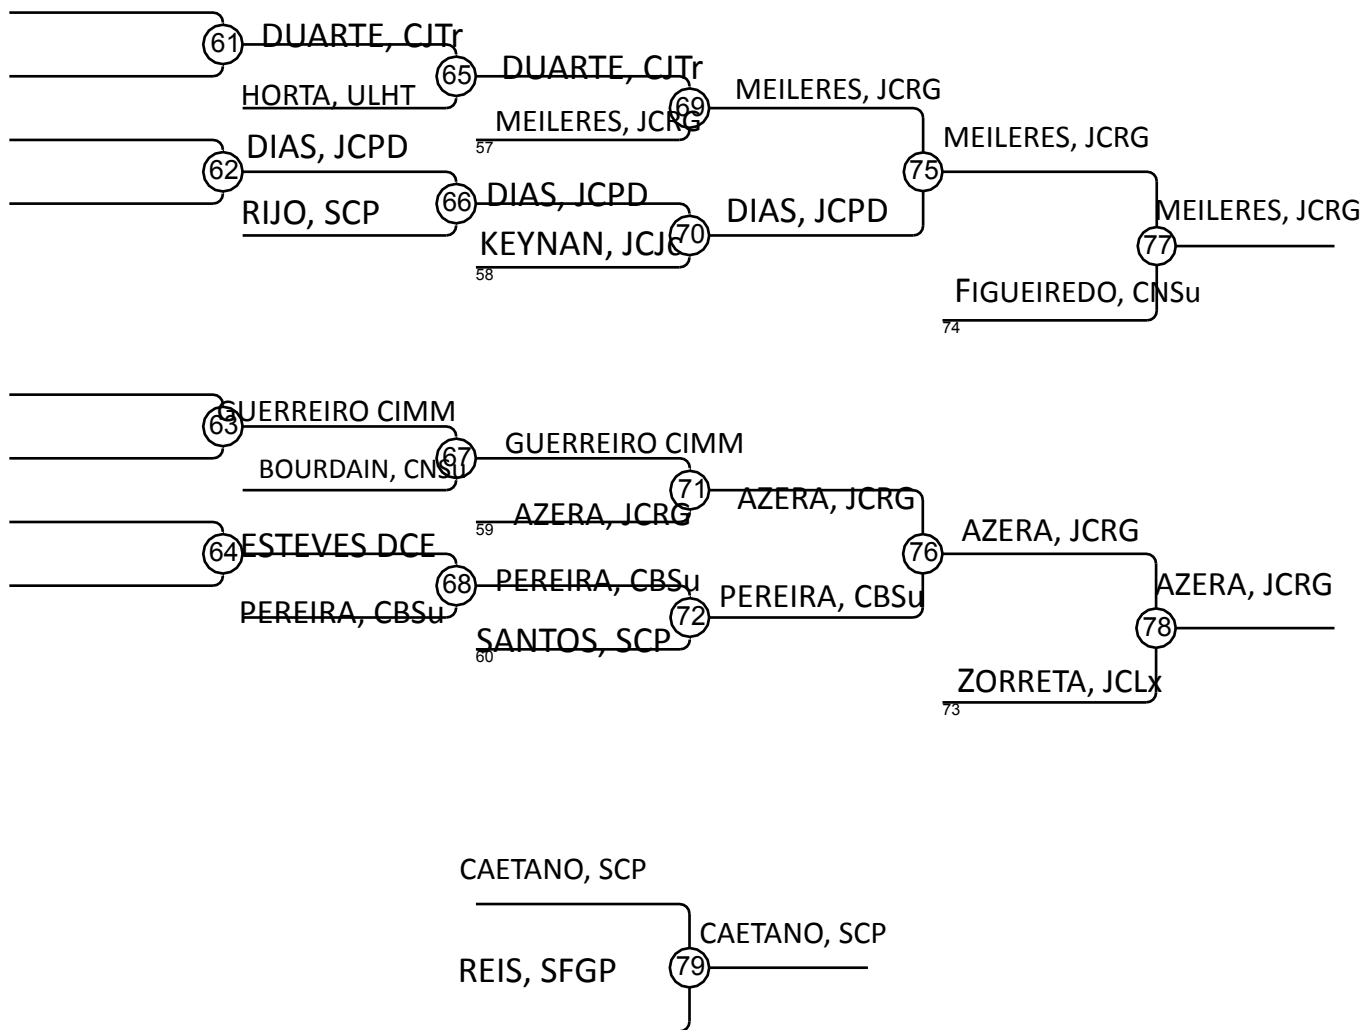 61 DUARTE, CJTr
65 DUARTE, CJTr
HORTA, ULHT
69 MEILERES, JCRG
MEILERES, JCRG
57
MEILERES, JCRG
62 DIAS, JCPD
75
66 DIAS, JCPD
RIJO, SCP
DIAS, JCPD
MEILERES, JCRG
70
KEYNAN, JCJc
77
58
FIGUEIREDO, CNSu
74
63 GUERREIRO CIMM
67 GUERREIRO CIMM
BOURDAIN, CNSu
71 AZERA, JCRG
AZERA, JCRG
59
AZERA, JCRG
64 ESTEVES DCE
76
68 PEREIRA, CBSu
PEREIRA, CBSu
AZERA, JCRG
PEREIRA, CBSu
72
SANTOS, SCP
78
60
ZORRETA, JCLx
73
CAETANO, SCP
CAETANO, SCP
79
REIS, SFGP